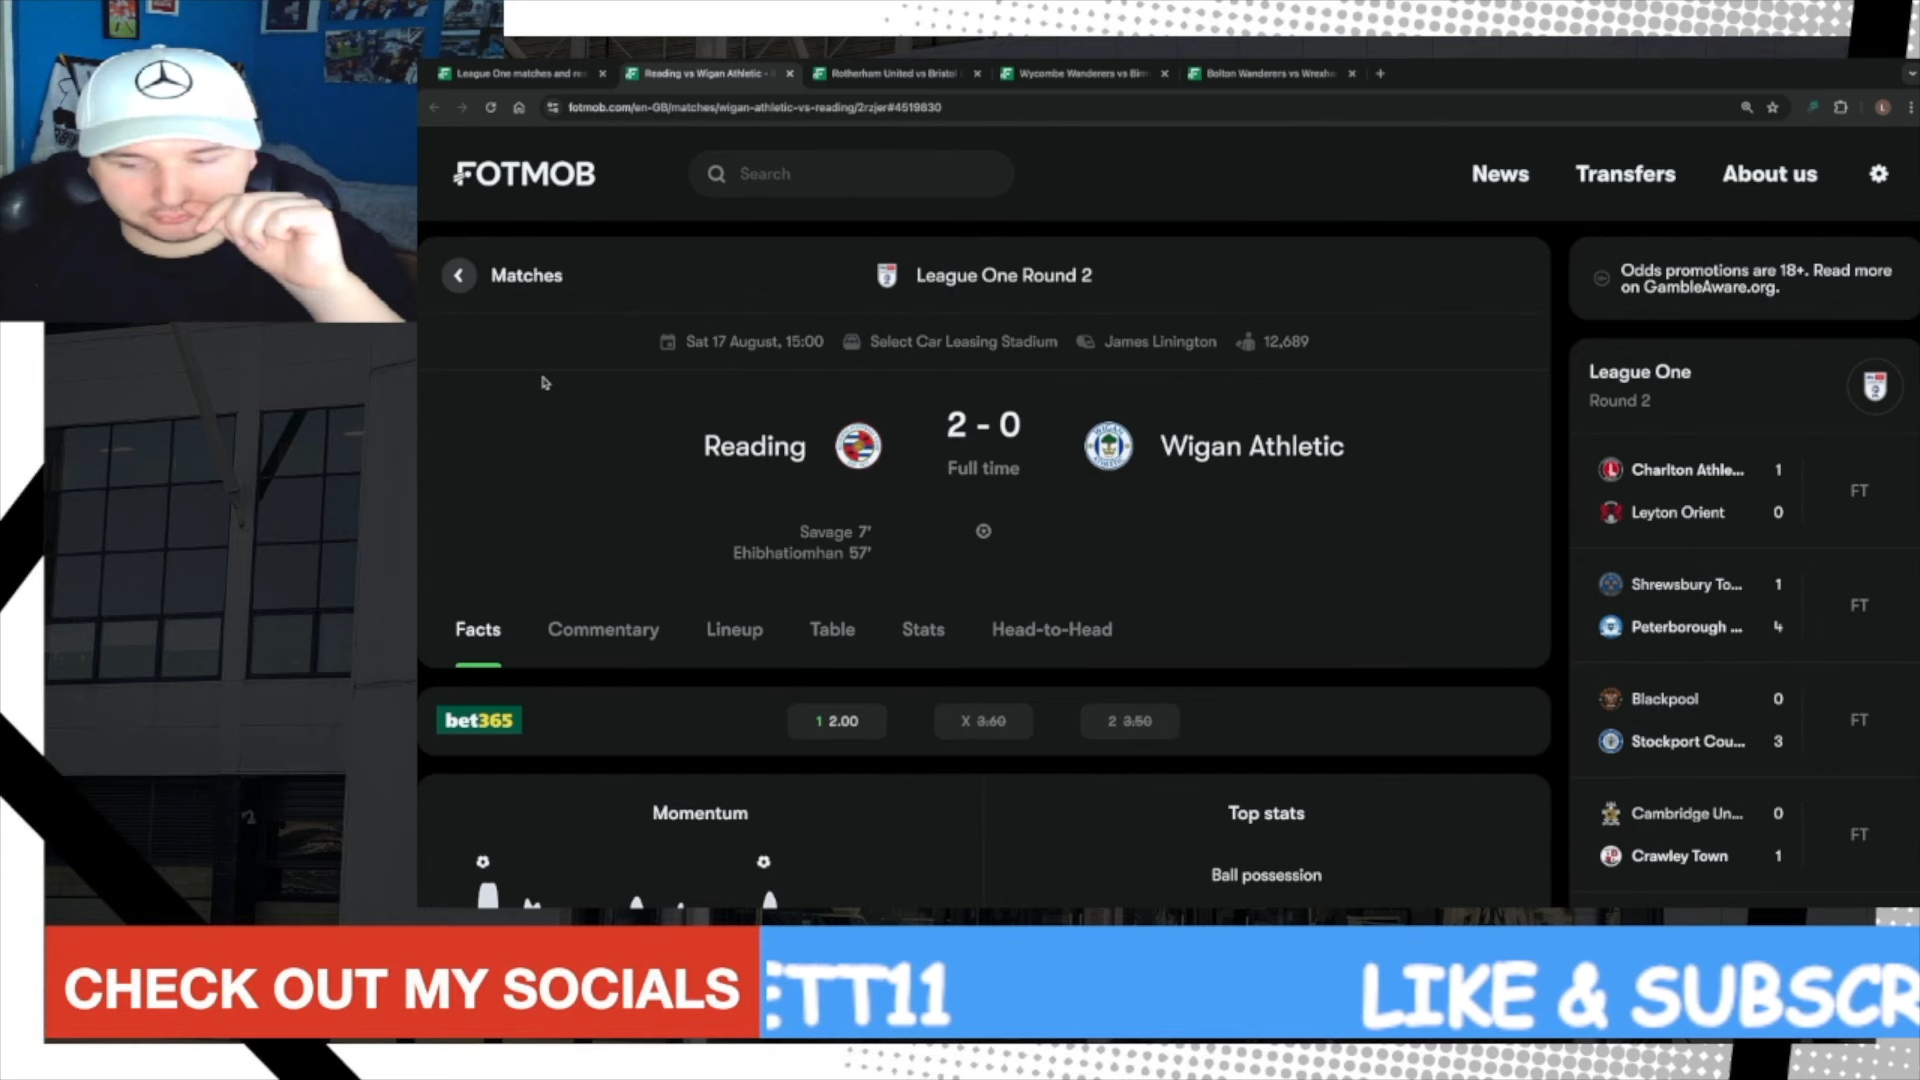 League One matches and re
Reading vs Wigan Athletic -
Rotherham United vs Bristol
Wycombe Wanderers vs Birm
Bolton Wanderers vs Wrexha
fotmob.com/en-GB/matches/wigan-athletic-vs-reading/2rzjer#4519830
L
FOTMOB
Search
News
Transfers
About us
Matches
League One Round 2
Sat 17 August, 15:00
Select Car Leasing Stadium
James Linington
12,689
Reading
2 - 0
Full time
Wigan Athletic
Savage 7'
Ehibhatiomhan 57'
Facts
Commentary
Lineup
Table
Stats
Head-to-Head
bet365
1 2.00
X 3.60
2 3.50
Momentum
Top stats
Ball possession
Odds promotions are 18+. Read more
on GambleAware.org.
League One
Round 2
Charlton Athle... 1
FT
Leyton Orient 0
Shrewsbury To... 1
FT
Peterborough ... 4
Blackpool 0
FT
Stockport Cou... 3
Cambridge Un... 0
FT
Crawley Town 1
CHECK OUT MY SOCIALS
ETT11
LIKE & SUBSCR